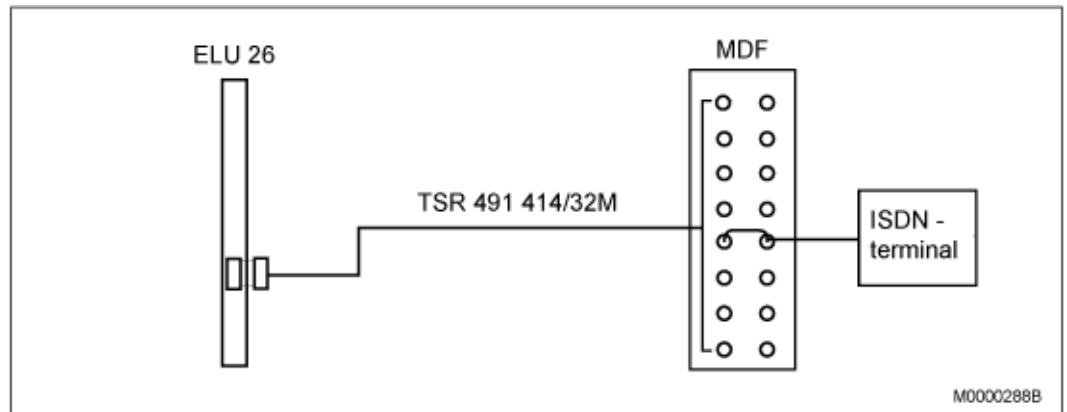 ELU 26
MDF
TSR 491 414/32M
ISDN -
terminal
M0000288B